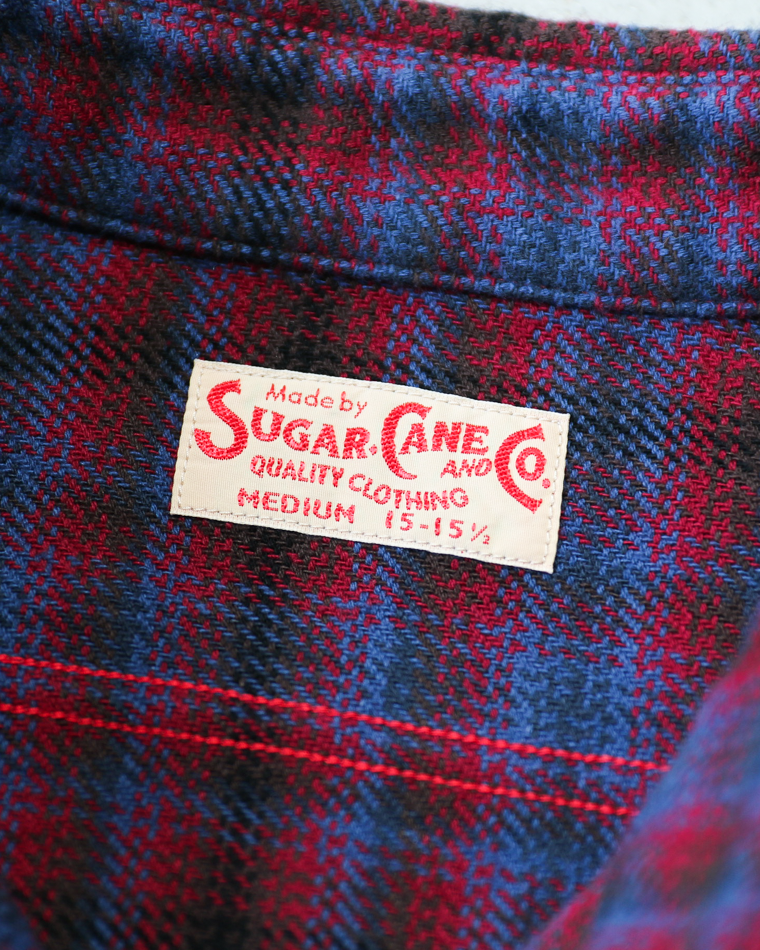 Made by
SUGAR. CANE AND CO.
QUALITY CLOTHING
MEDIUM 15-15½